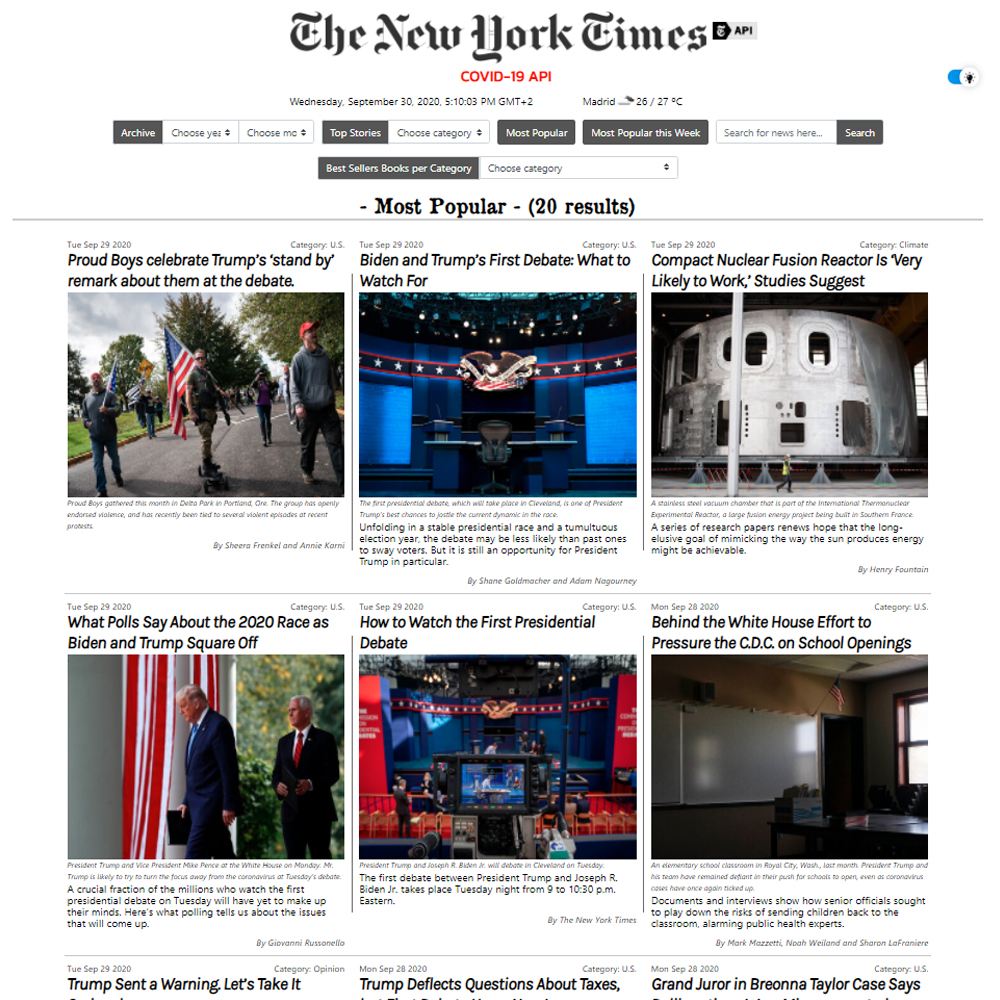 The New York Times API
COVID-19 API
Wednesday, September 30, 2020, 5:10:03 PM GMT+2 Madrid 26 / 27 ºC
Archive Choose yea Choose mo Top Stories Choose category Most Popular Most Popular this Week Search for news here... Search
Best Sellers Books per Category Choose category
- Most Popular - (20 results)
Tue Sep 29 2020 Category: U.S.
Proud Boys celebrate Trump’s ‘stand by’
remark about them at the debate.
Proud Boys gathered this month in Delta Park in Portland, Ore. The group has openly
endorsed violence, and has recently been tied to several violent episodes at recent
protests.
By Sheera Frenkel and Annie Karni
Tue Sep 29 2020 Category: U.S.
Biden and Trump’s First Debate: What to
Watch For
The first presidential debate, which will take place in Cleveland, is one of President
Trump’s best chances to jostle the current dynamic in the race.
Unfolding in a stable presidential race and a tumultuous
election year, the debate may be less likely than past ones
to sway voters. But it is still an opportunity for President
Trump in particular.
By Shane Goldmacher and Adam Nagourney
Tue Sep 29 2020 Category: Climate
Compact Nuclear Fusion Reactor Is ‘Very
Likely to Work,’ Studies Suggest
A stainless steel vacuum chamber that is part of the International Thermonuclear
Experimental Reactor, a large fusion energy project being built in Southern France.
A series of research papers renews hope that the long-
elusive goal of mimicking the way the sun produces energy
might be achievable.
By Henry Fountain
Tue Sep 29 2020 Category: U.S.
What Polls Say About the 2020 Race as
Biden and Trump Square Off
President Trump and Vice President Mike Pence at the White House on Monday. Mr.
Trump is likely to try to turn the focus away from the coronavirus at Tuesday’s debate.
A crucial fraction of the millions who watch the first
presidential debate on Tuesday will have yet to make up
their minds. Here’s what polling tells us about the issues
that will come up.
By Giovanni Russonello
Tue Sep 29 2020 Category: U.S.
How to Watch the First Presidential
Debate
President Trump and Joseph R. Biden Jr. will debate in Cleveland on Tuesday.
The first debate between President Trump and Joseph R.
Biden Jr. takes place Tuesday night from 9 to 10:30 p.m.
Eastern.
By The New York Times
Mon Sep 28 2020 Category: U.S.
Behind the White House Effort to
Pressure the C.D.C. on School Openings
An elementary school classroom in Royal City, Wash., last month. President Trump and
his team have remained defiant in their push for schools to open, even as coronavirus
cases have once again ticked up.
Documents and interviews show how senior officials sought
to play down the risks of sending children back to the
classroom, alarming public health experts.
By Mark Mazzetti, Noah Weiland and Sharon LaFraniere
Tue Sep 29 2020 Category: Opinion
Trump Sent a Warning. Let’s Take It
Mon Sep 28 2020 Category: U.S.
Trump Deflects Questions About Taxes,
Mon Sep 28 2020 Category: U.S.
Grand Juror in Breonna Taylor Case Says